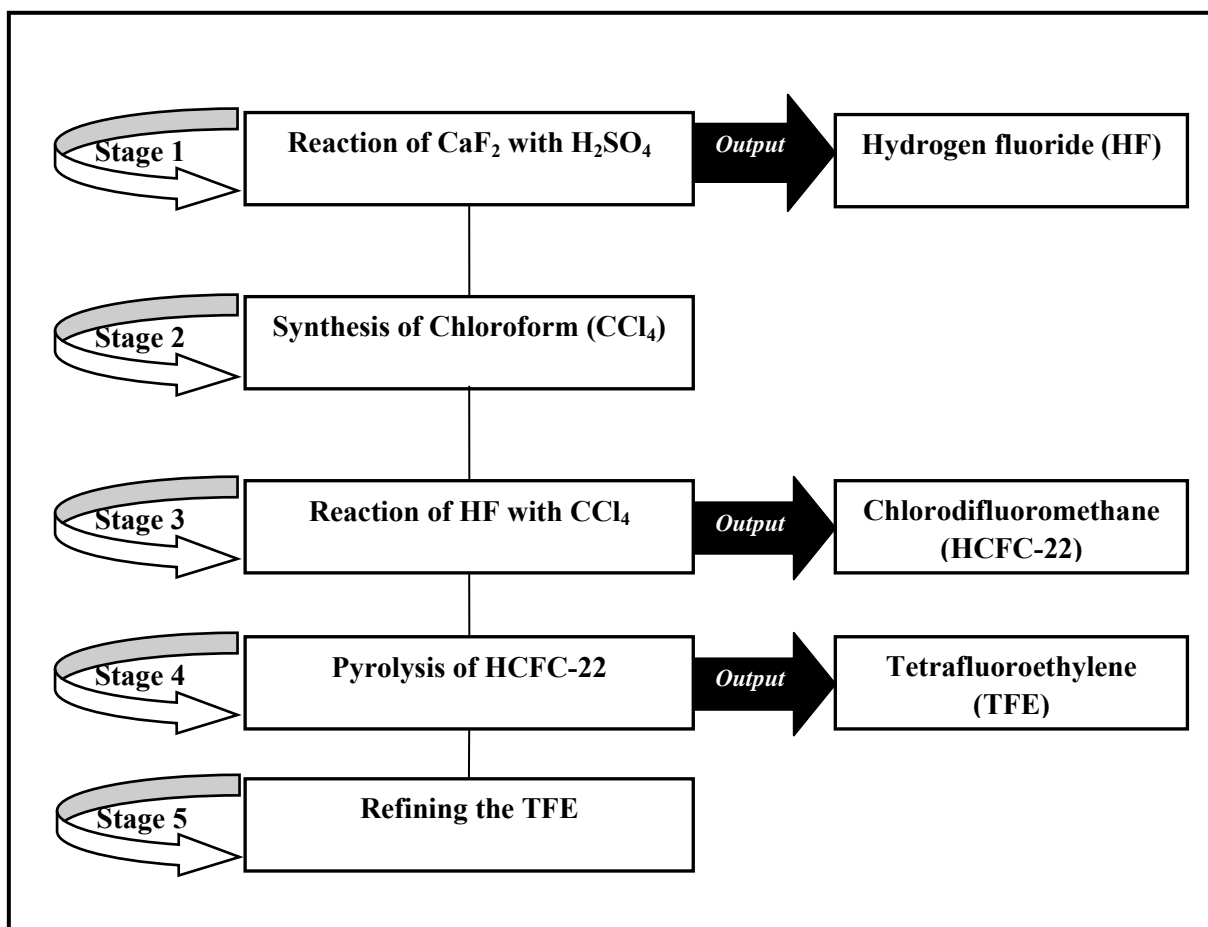 Stage 1
Reaction of CaF₂ with H₂SO₄
Output
Hydrogen fluoride (HF)
Stage 2
Synthesis of Chloroform (CCl₄)
Stage 3
Reaction of HF with CCl₄
Output
Chlorodifluoromethane
(HCFC-22)
Stage 4
Pyrolysis of HCFC-22
Output
Tetrafluoroethylene
(TFE)
Stage 5
Refining the TFE